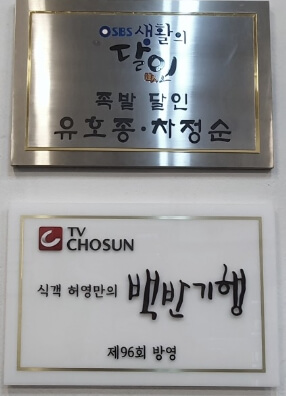 SBS 생활의
달인
족발 달인
유호종·차정순
TV
CHOSUN
식객 허영만의 백반기행
제96회 방영